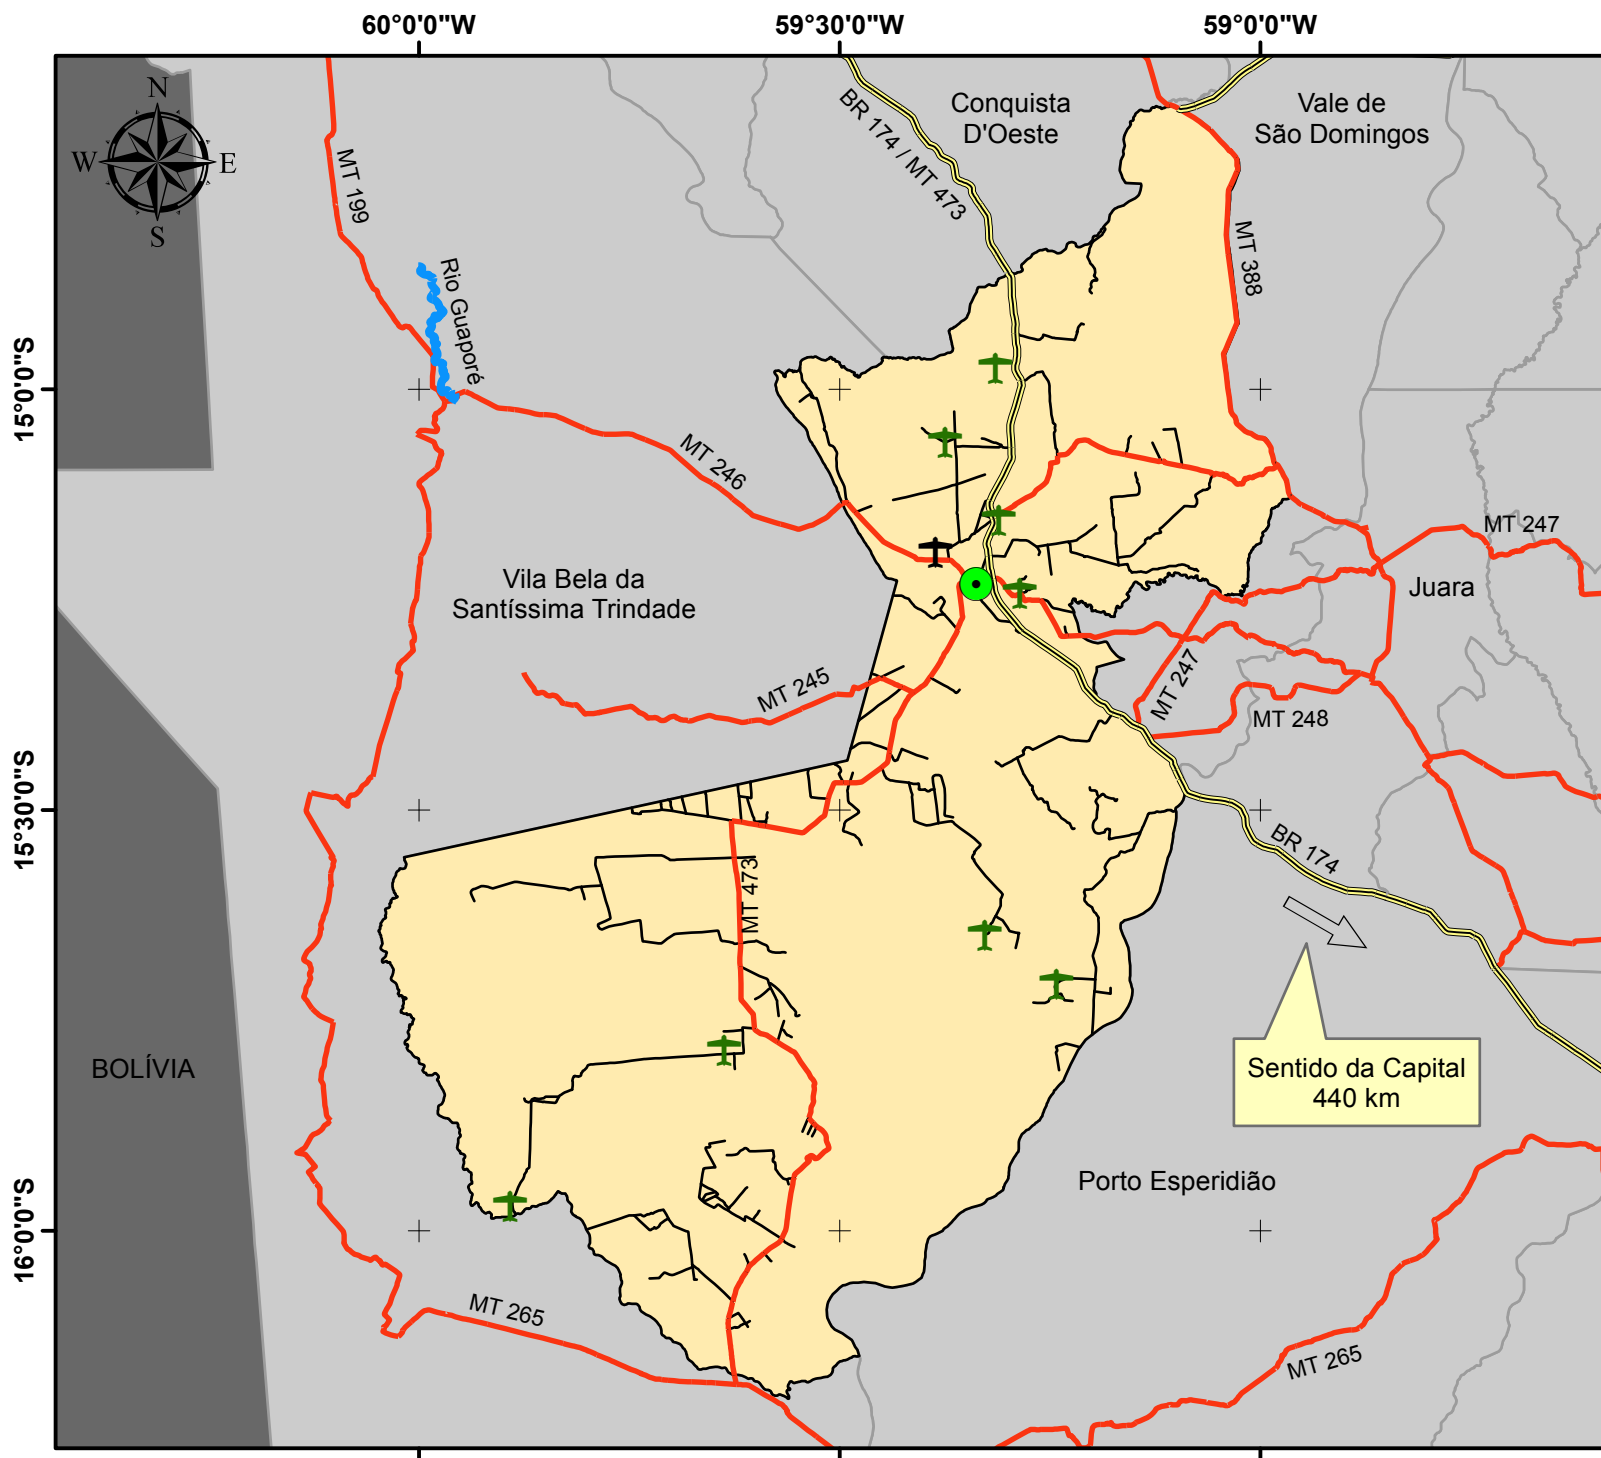 60°0'0"W
59°30'0"W
59°0'0"W
N
W
E
S
15°0'0"S
15°30'0"S
16°0'0"S
MT 199
Rio Guaporé
BR 174 / MT 473
Conquista
D'Oeste
Vale de
São Domingos
MT 388
MT 246
MT 247
Juara
Vila Bela da
Santíssima Trindade
MT 245
MT 247
MT 248
BR 174
MT 473
BOLÍVIA
Sentido da Capital
440 km
Porto Esperidião
MT 265
MT 265